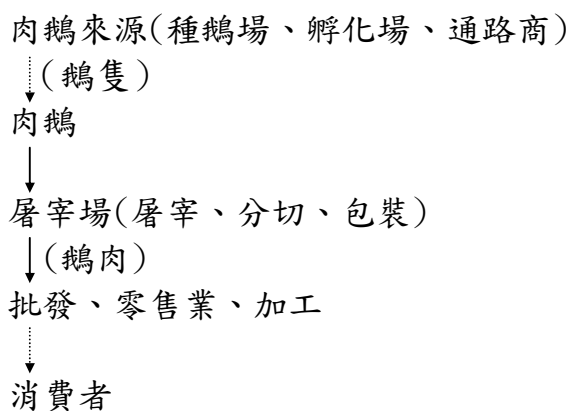 肉鵝來源(種鵝場、孵化場、通路商)
(鵝隻)
肉鵝
屠宰場(屠宰、分切、包裝)
(鵝肉)
批發、零售業、加工
消費者